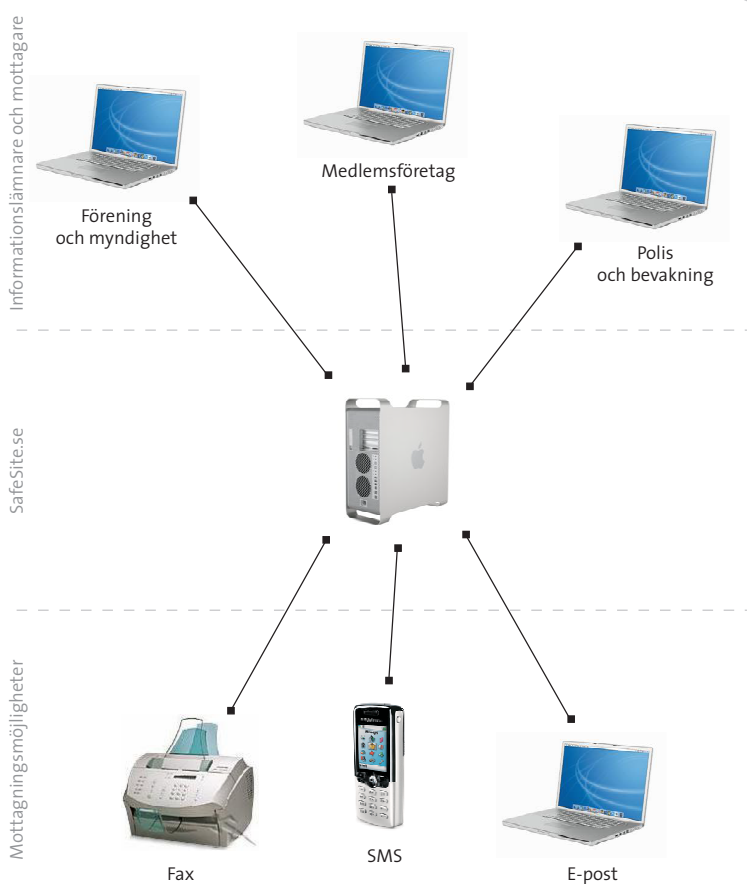 Informationslämnare och mottagare
Medlemsföretag
Förening
och myndighet
Polis
och bevakning
SafeSite.se
Mottagningsmöjligheter
Fax
SMS
E-post